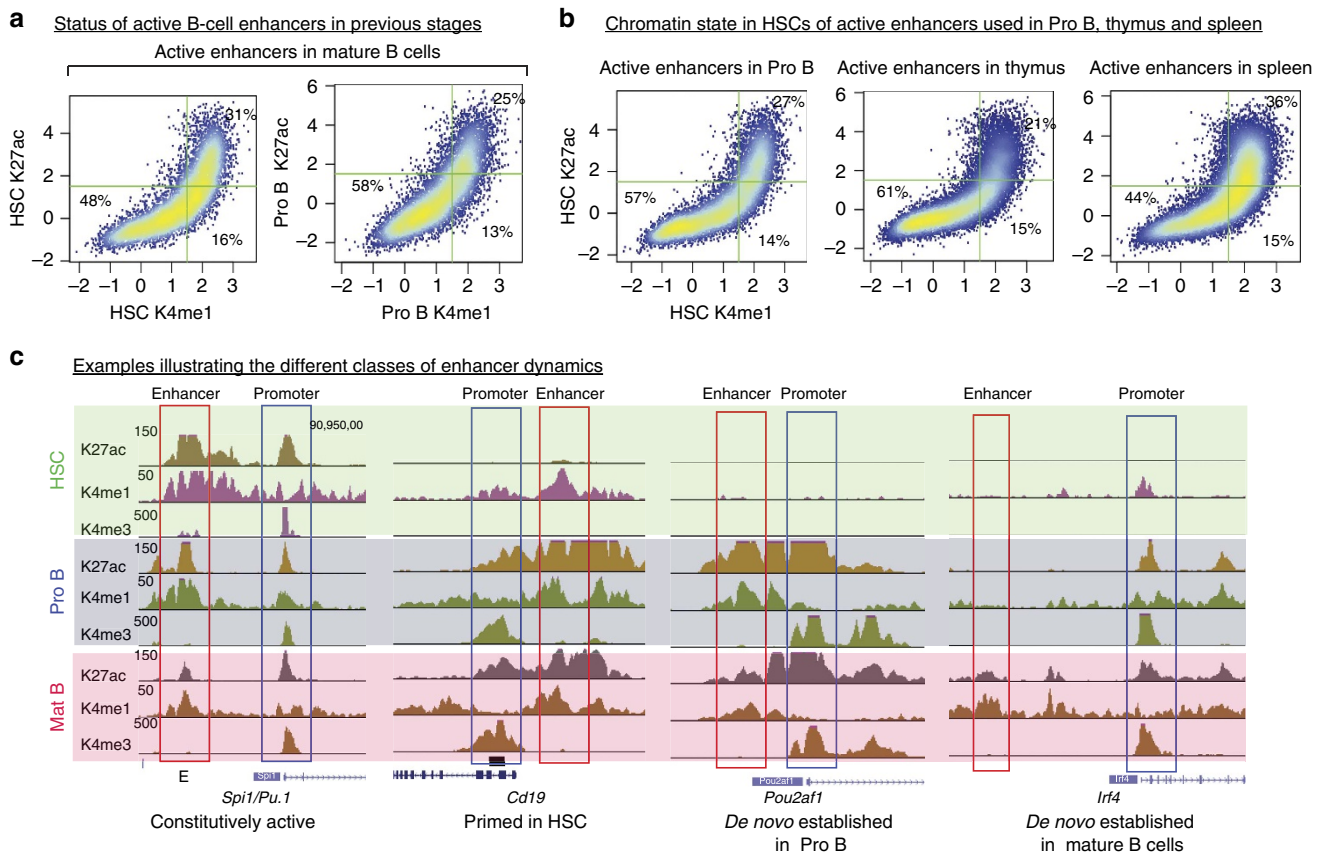 a Status of active B-cell enhancers in previous stages
Active enhancers in mature B cells
HSC K27ac
4
2
0
−2
31%
48%
16%
−2 −1 0 1 2 3
HSC K4me1
Pro B K27ac
6
4
2
0
−2
25%
58%
13%
−2 −1 0 1 2 3
Pro B K4me1
b Chromatin state in HSCs of active enhancers used in Pro B, thymus and spleen
Active enhancers in Pro B
HSC K27ac
6
4
2
0
−2
27%
57%
14%
−2 −1 0 1 2 3
HSC K4me1
Active enhancers in thymus
6
4
2
0
−2
21%
61%
15%
−2 −1 0 1 2 3
Active enhancers in spleen
6
4
2
0
−2
36%
44%
15%
−2 −1 0 1 2 3
c Examples illustrating the different classes of enhancer dynamics
Enhancer Promoter Promoter Enhancer Enhancer Promoter Enhancer Promoter
HSC
150 90,950,00
K27ac
50
K4me1
500
K4me3
Pro B
150
K27ac
50
K4me1
500
K4me3
Mat B
150
K27ac
50
K4me1
500
K4me3
E Spi1 Pou2af1 Irf4
Spi1/Pu.1 Cd19 Pou2af1 Irf4
Constitutively active Primed in HSC De novo established De novo established
in Pro B in mature B cells